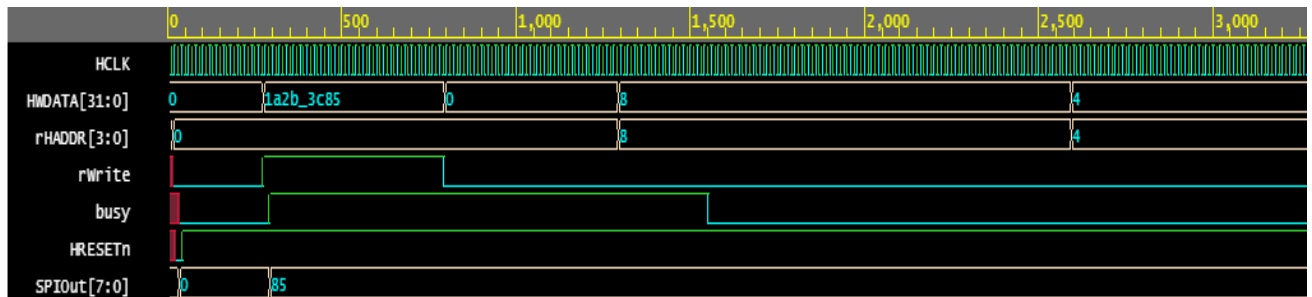 0 500 1,000 1,500 2,000 2,500 3,000
HCLK
HWDATA[31:0] 0 1a2b_3c85 0 8 4
rHADDR[3:0] 0 8 4
rWrite
busy
HRESETn
SPIOut[7:0] 0 85